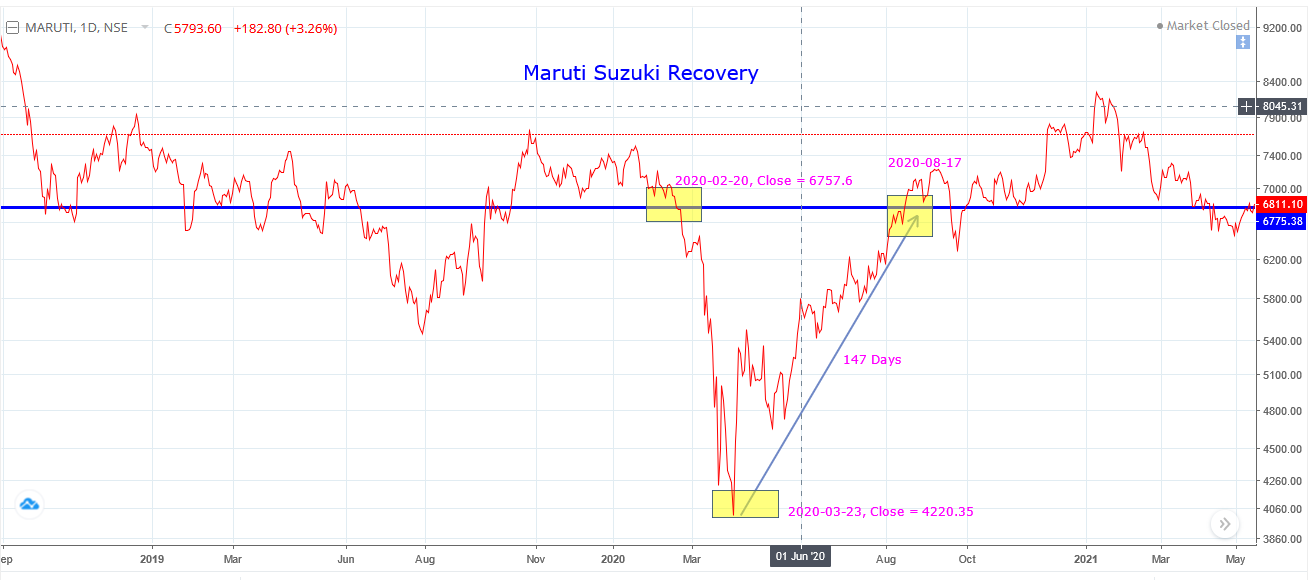 MARUTI, 1D, NSE C5793.60 +182.80 (+3.26%)
Market Closed
Maruti Suzuki Recovery
9200.00
8400.00
8045.31
7900.00
7400.00
7000.00
6811.10
6775.38
6200.00
5800.00
5400.00
5100.00
4800.00
4500.00
4260.00
4060.00
3860.00
2020-02-20, Close = 6757.6
2020-08-17
147 Days
2020-03-23, Close = 4220.35
ep 2019 Mar Jun Aug Nov 2020 Mar 01 Jun '20 Aug Oct 2021 Mar May